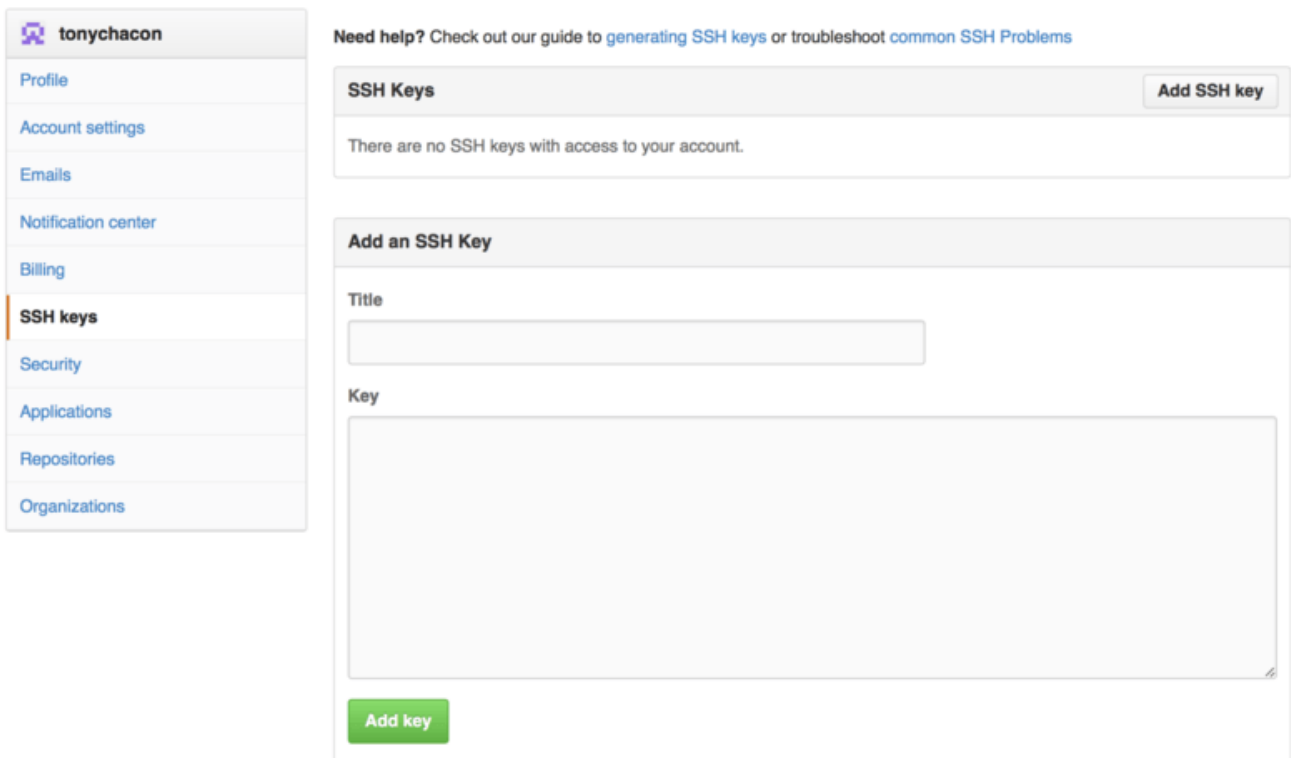 tonychacon
Profile
Account settings
Emails
Notification center
Billing
SSH keys
Security
Applications
Repositories
Organizations
Need help? Check out our guide to generating SSH keys or troubleshoot common SSH Problems
SSH Keys
Add SSH key
There are no SSH keys with access to your account.
Add an SSH Key
Title
Key
Add key